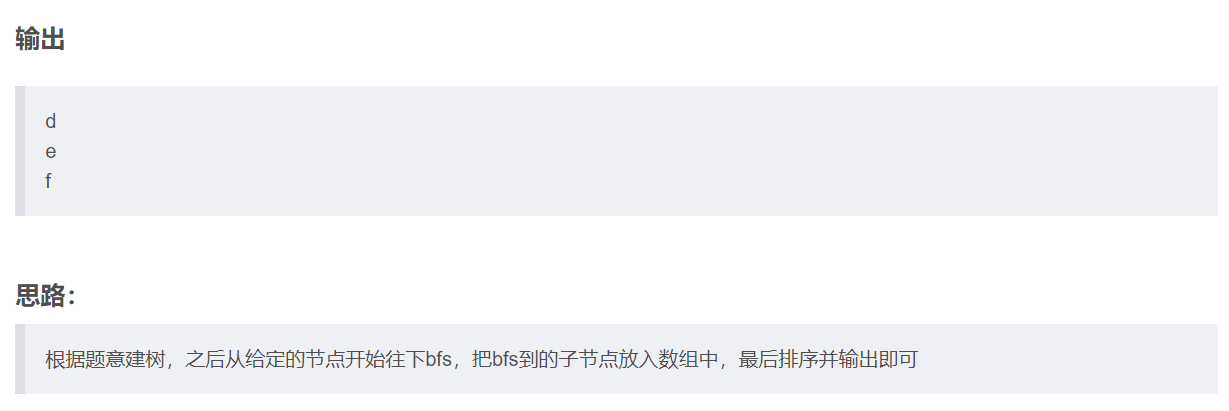 输出
d
e
f
思路：
根据题意建树，之后从给定的节点开始往下bfs，把bfs到的子节点放入数组中，最后排序并输出即可